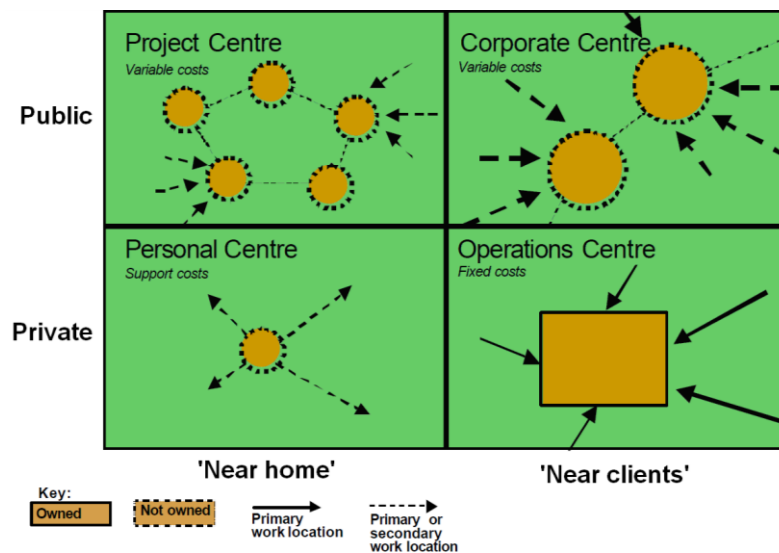 Project Centre
Variable costs
Corporate Centre
Variable costs
Public
Personal Centre
Support costs
Operations Centre
Fixed costs
Private
'Near home'
'Near clients'
Key:
Owned
Not owned
Primary
work location
Primary or
secondary
work location